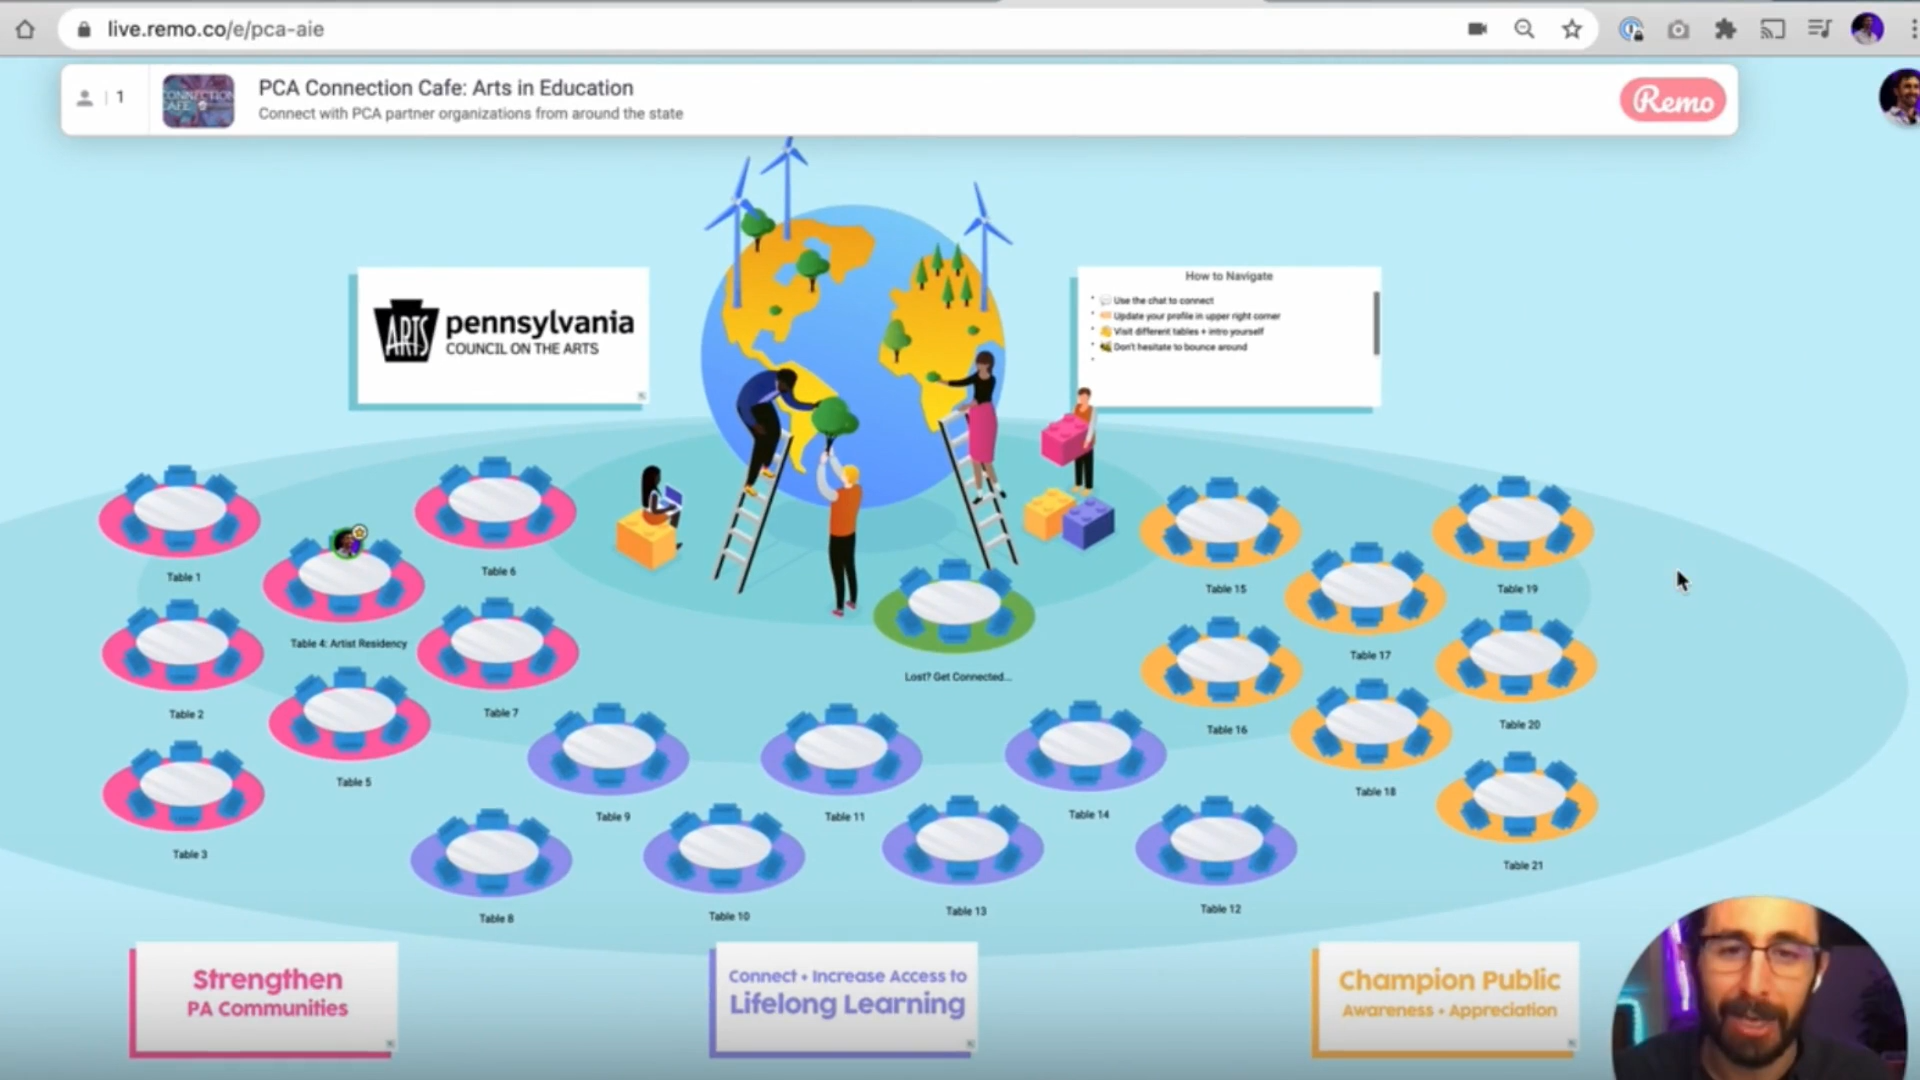 live.remo.co/e/pca-aie
1
CONNECTION
CAFE
PCA Connection Cafe: Arts in Education
Connect with PCA partner organizations from around the state
Remo
ARTS
pennsylvania
COUNCIL ON THE ARTS
How to Navigate
Use the chat to connect
Update your profile in upper right corner
Visit different tables + intro yourself
Don't hesitate to bounce around
Table 1
Table 6
Table 15
Table 19
Table 4: Artist Residency
Table 17
Lost? Get Connected...
Table 2
Table 7
Table 16
Table 20
Table 5
Table 18
Table 9
Table 11
Table 14
Table 3
Table 21
Table 8
Table 10
Table 13
Table 12
Strengthen
PA Communities
Connect + Increase Access to
Lifelong Learning
Champion Public
Awareness + Appreciation